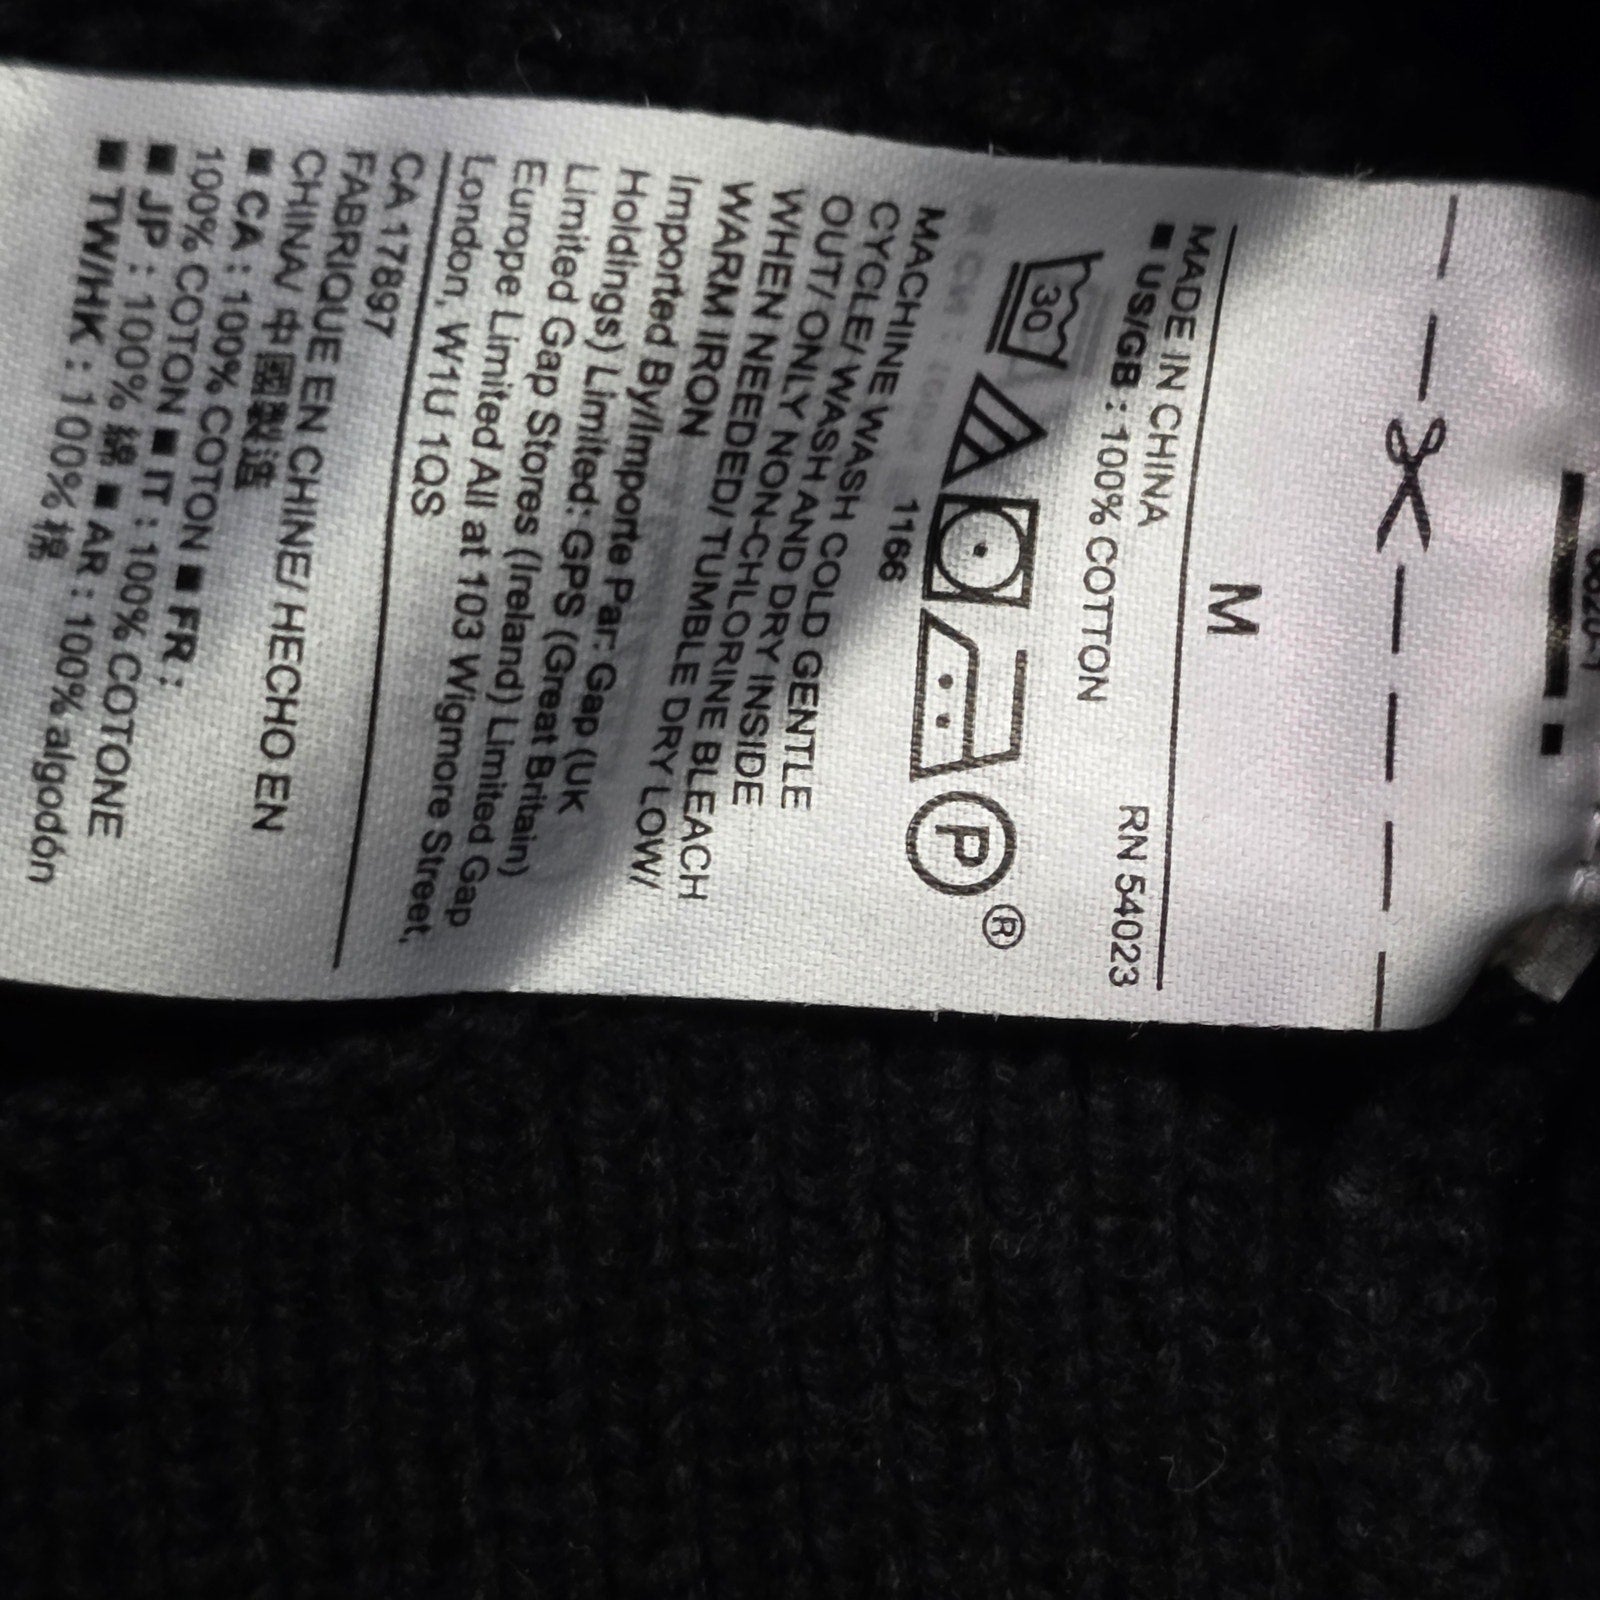 M
MADE IN CHINA
RN 54023
■ US/GB : 100% COTTON
30
P
®
1166
MACHINE WASH COLD GENTLE
CYCLE/ WASH AND DRY INSIDE
OUT/ ONLY NON-CHLORINE BLEACH
WHEN NEEDED/ TUMBLE DRY LOW/
WARM IRON
Imported By/Importe Par: Gap (UK
Holdings) Limited: GPS (Great Britain)
Limited Gap Stores (Ireland) Limited Gap
Europe Limited All at 103 Wigmore Street,
London, W1U 1QS
CA 17897
FABRIQUE EN CHINE/ HECHO EN
CHINA/ 中國製造
■ CA : 100% COTON ■ FR :
100% COTON ■ IT : 100% COTONE
■ JP : 100% 綿 ■ AR : 100% algodón
■ TW/HK : 100% 棉